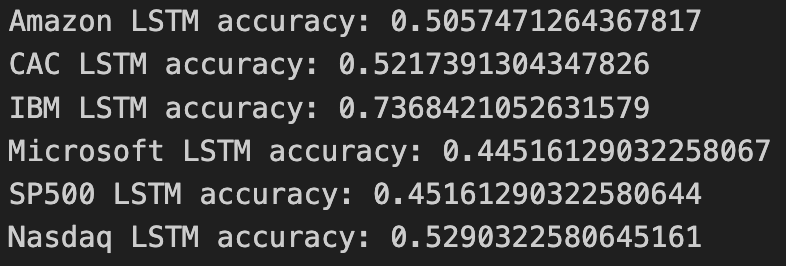 Amazon LSTM accuracy: 0.5057471264367817
CAC LSTM accuracy: 0.5217391304347826
IBM LSTM accuracy: 0.7368421052631579
Microsoft LSTM accuracy: 0.44516129032258067
SP500 LSTM accuracy: 0.45161290322580644
Nasdaq LSTM accuracy: 0.5290322580645161